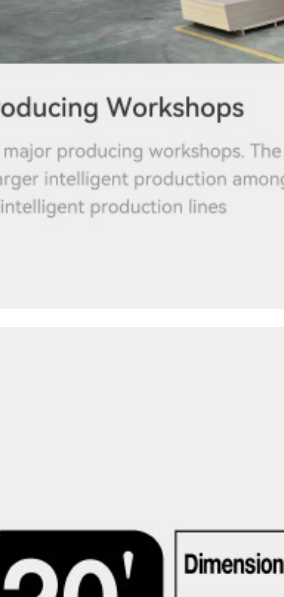 oducing Workshops
major producing workshops. The
arger intelligent production among
intelligent production lines
20'
Dimension